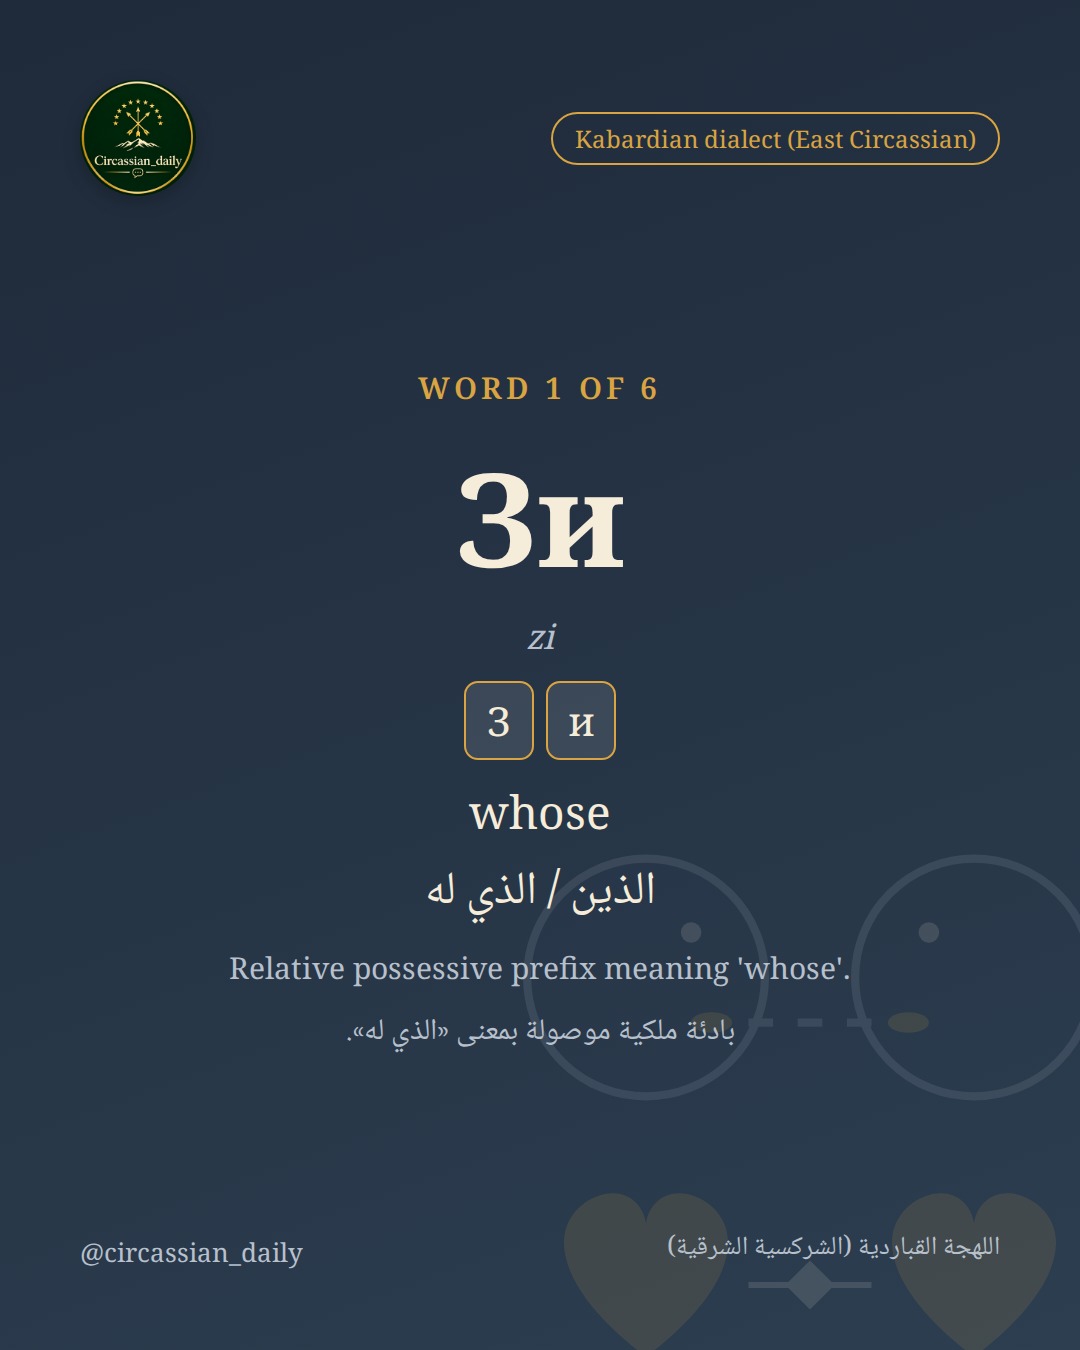 Circassian_daily
Kabardian dialect (East Circassian)
WORD 1 OF 6
Зи
zi
З и
whose
الذين / الذي له
Relative possessive prefix meaning 'whose'.
بادئة ملكية موصولة بمعنى «الذي له».
@circassian_daily
اللهجة القباردية (الشركسية الشرقية)